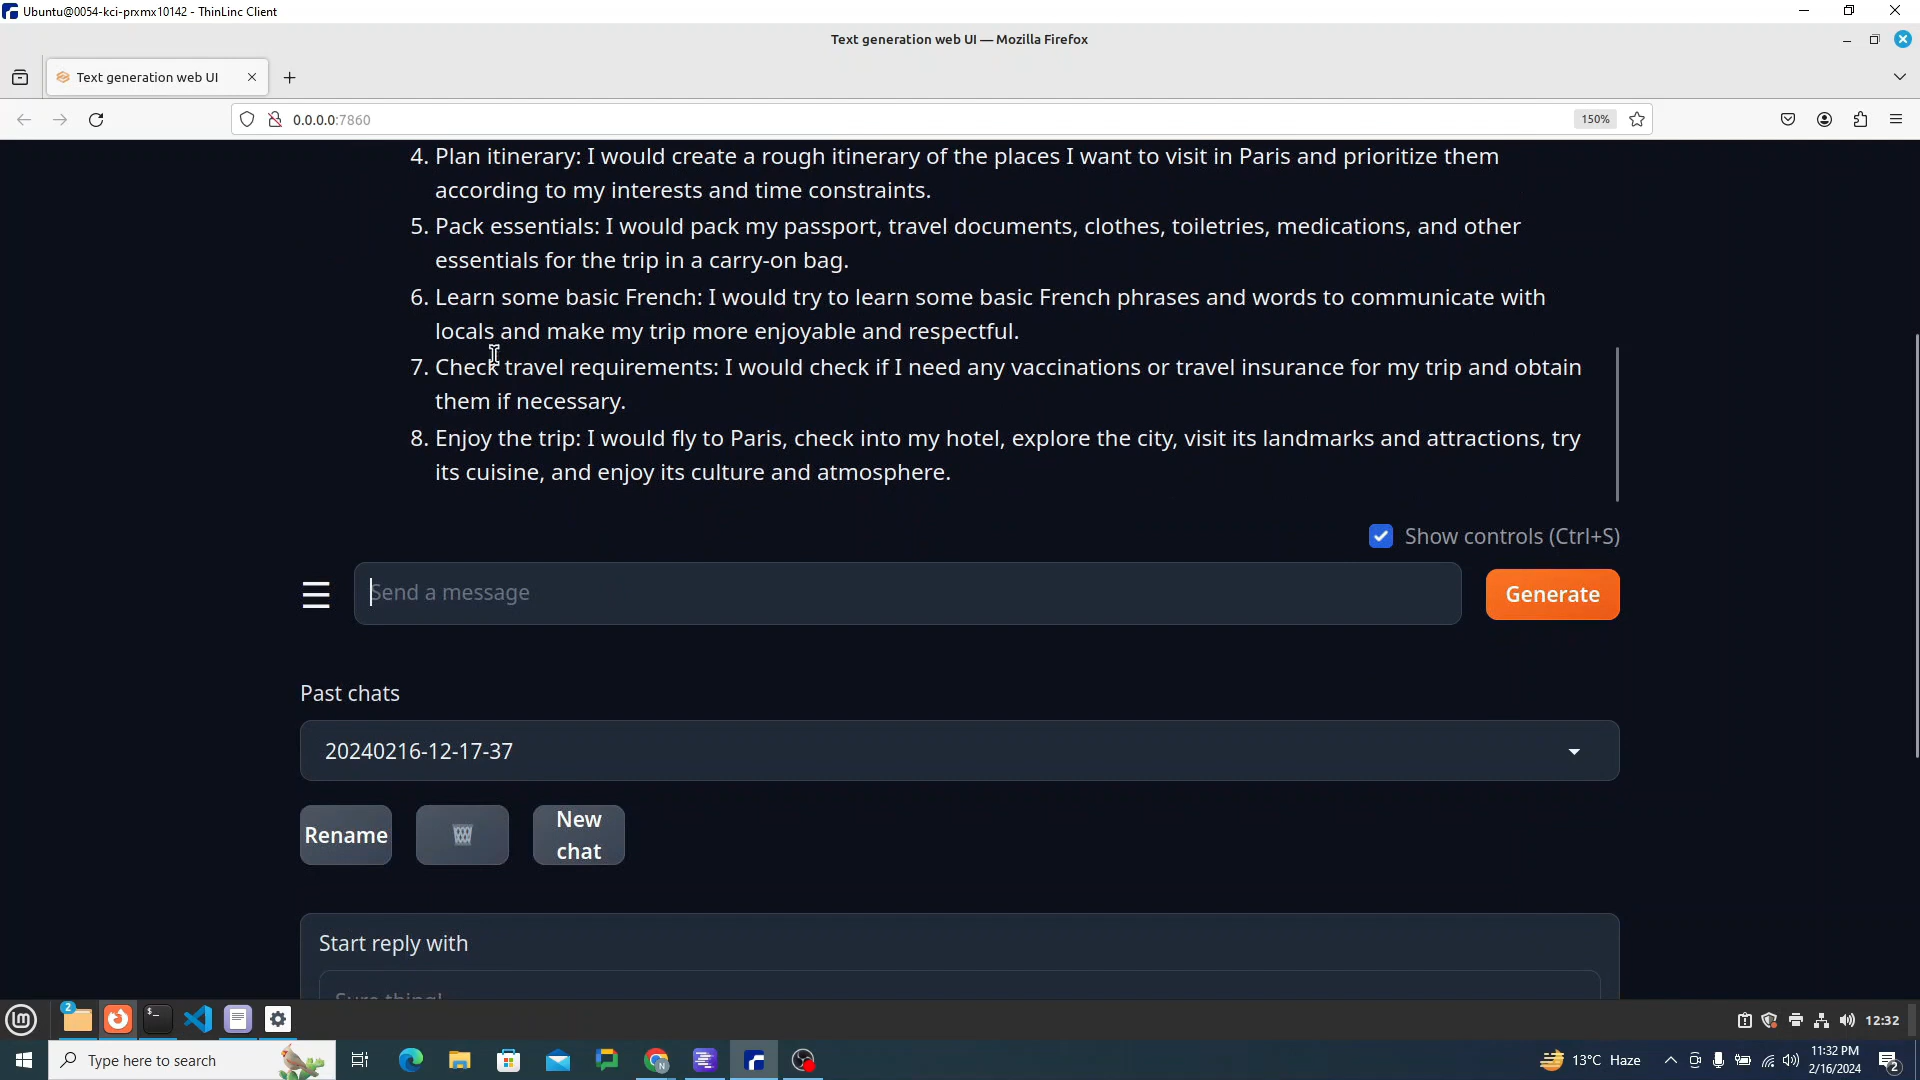 Ubuntu@0054-kci-prxmx10142 - ThinLinc Client
Text generation web UI — Mozilla Firefox
Text generation web UI
0.0.0.0:7860
150%
4. Plan itinerary: I would create a rough itinerary of the places I want to visit in Paris and prioritize them
according to my interests and time constraints.
5. Pack essentials: I would pack my passport, travel documents, clothes, toiletries, medications, and other
essentials for the trip in a carry-on bag.
6. Learn some basic French: I would try to learn some basic French phrases and words to communicate with
locals and make my trip more enjoyable and respectful.
7. Check travel requirements: I would check if I need any vaccinations or travel insurance for my trip and obtain
them if necessary.
8. Enjoy the trip: I would fly to Paris, check into my hotel, explore the city, visit its landmarks and attractions, try
its cuisine, and enjoy its culture and atmosphere.
Show controls (Ctrl+S)
Send a message
Generate
Past chats
20240216-12-17-37
Rename
New
chat
Start reply with
Sure thing!
2
12:32
Type here to search
13°C Haze
11:32 PM
2/16/2024
2